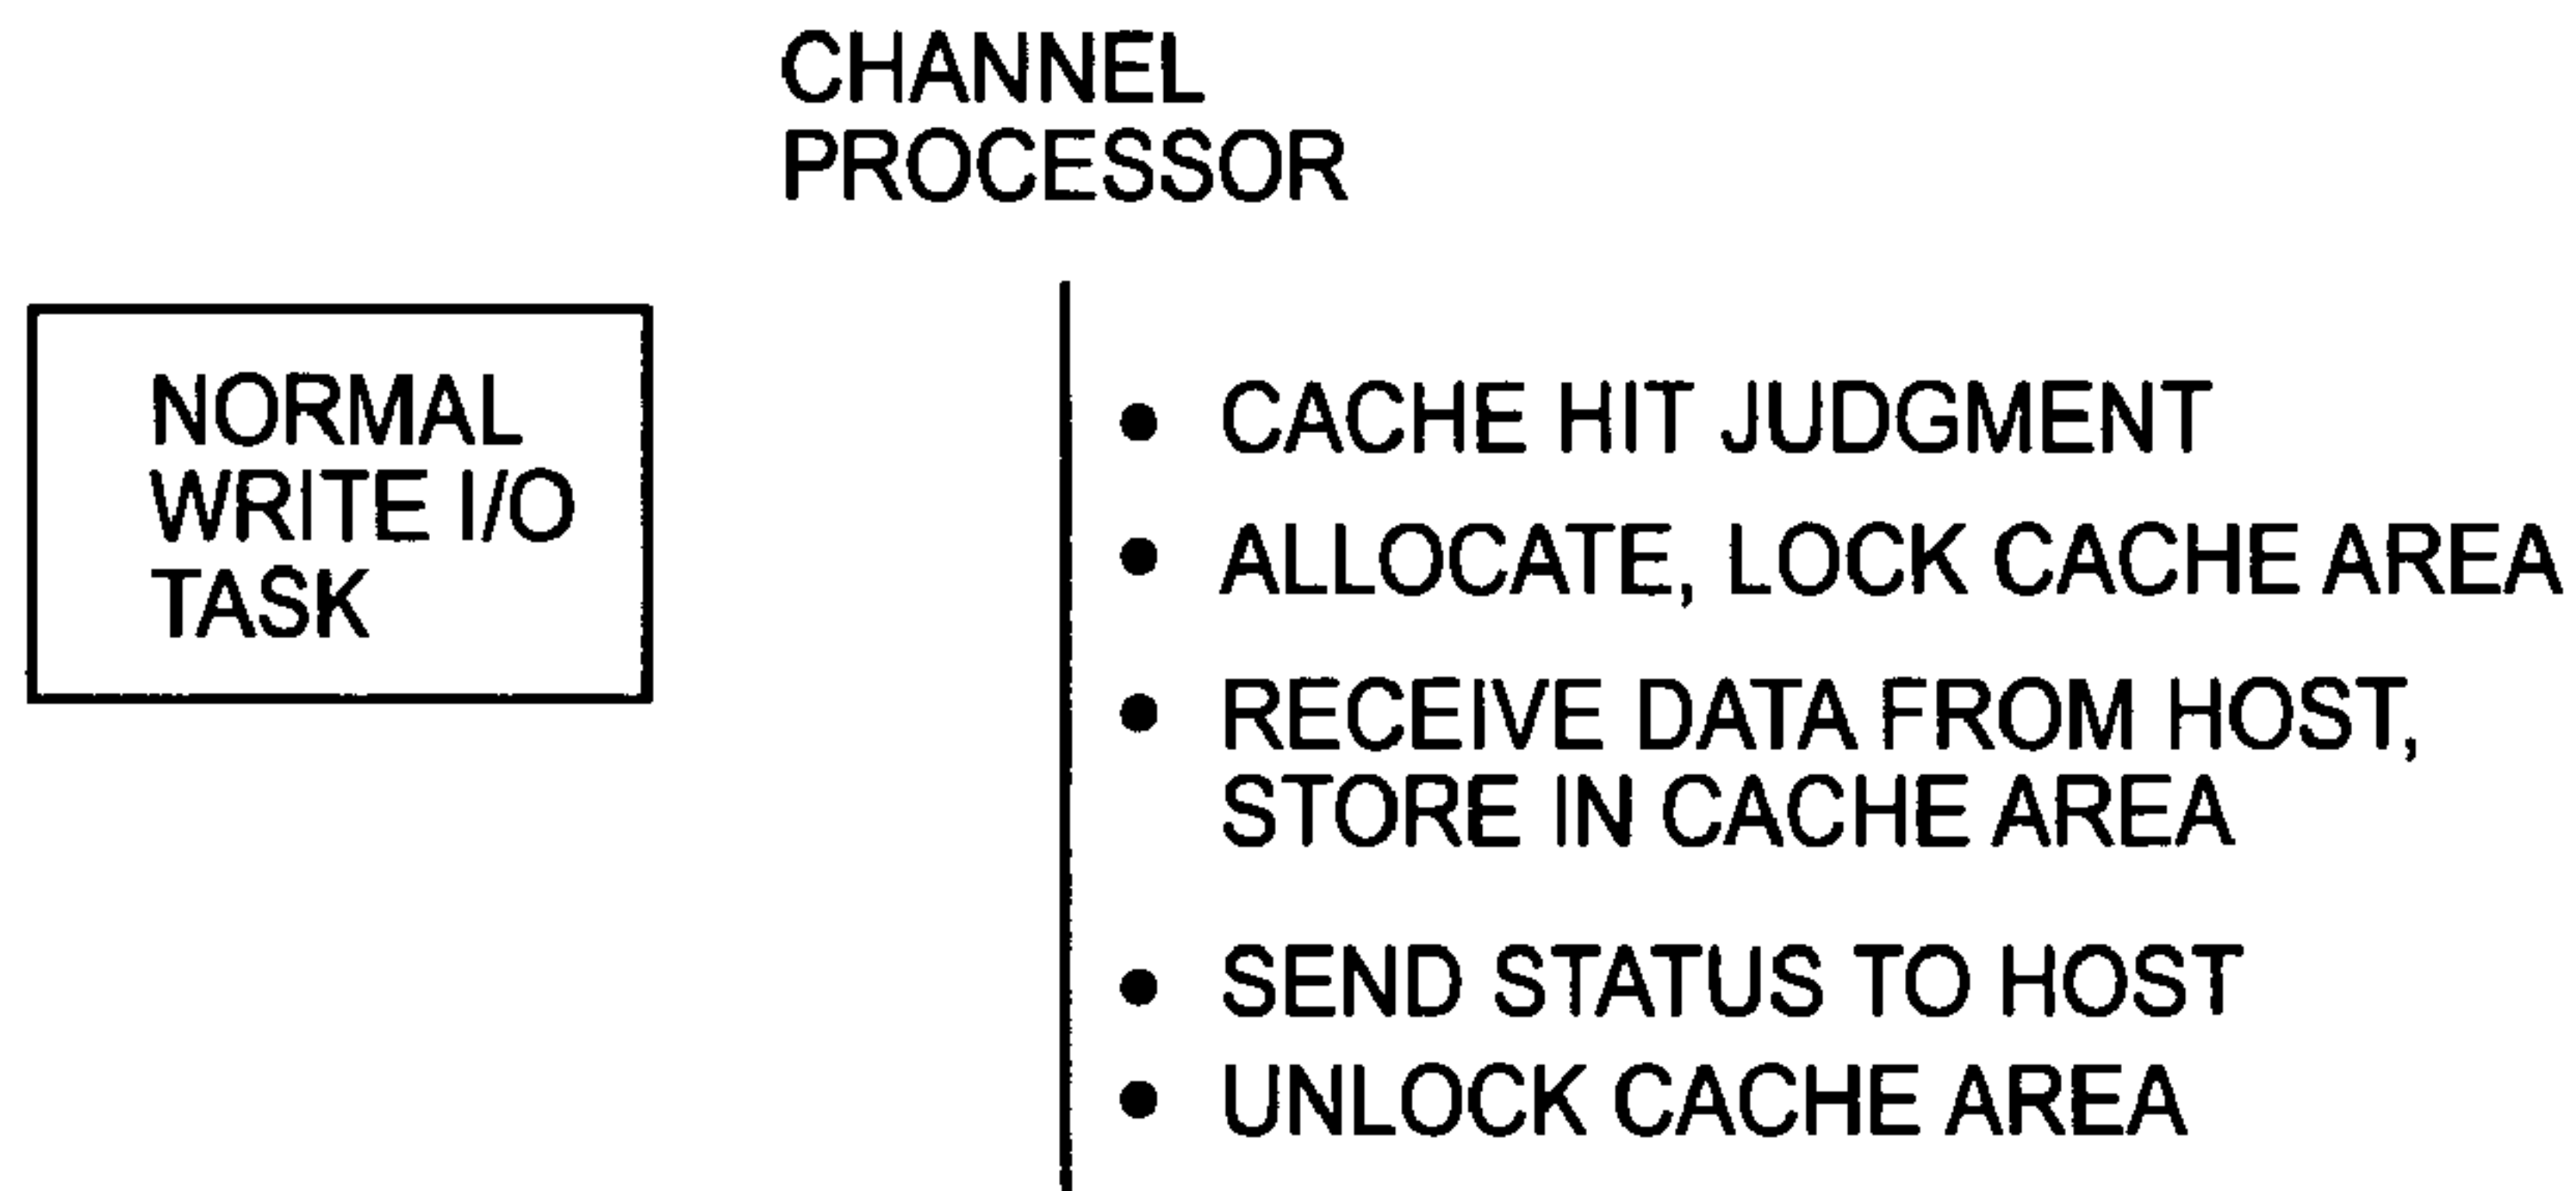 CHANNEL
PROCESSOR
NORMAL
WRITE I/O
TASK
• CACHE HIT JUDGMENT
• ALLOCATE, LOCK CACHE AREA
• RECEIVE DATA FROM HOST,
STORE IN CACHE AREA
• SEND STATUS TO HOST
• UNLOCK CACHE AREA